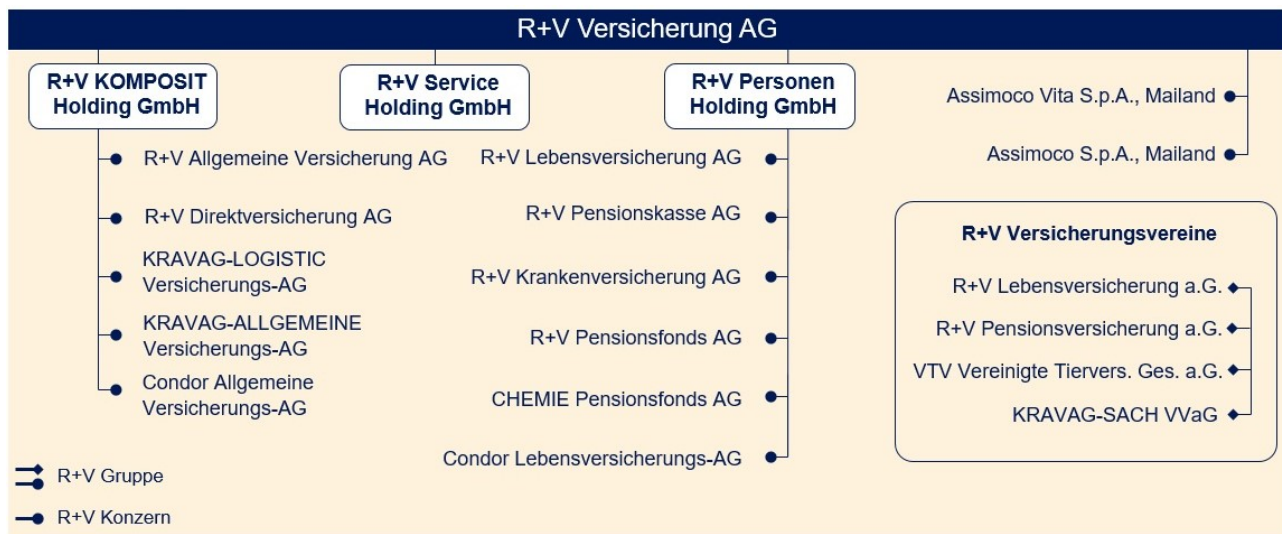 R+V Versicherung AG
R+V KOMPOSIT
Holding GmbH
R+V Allgemeine Versicherung AG
R+V Direktversicherung AG
KRAVAG-LOGISTIC
Versicherungs-AG
KRAVAG-ALLGEMEINE
Versicherungs-AG
Condor Allgemeine
Versicherungs-AG
R+V Service
Holding GmbH
R+V Personen
Holding GmbH
R+V Lebensversicherung AG
R+V Pensionskasse AG
R+V Krankenversicherung AG
R+V Pensionsfonds AG
CHEMIE Pensionsfonds AG
Condor Lebensversicherungs-AG
Assimoco Vita S.p.A., Mailand
Assimoco S.p.A., Mailand
R+V Versicherungsvereine
R+V Lebensversicherung a.G.
R+V Pensionsversicherung a.G.
VTV Vereinigte Tiervers. Ges. a.G.
KRAVAG-SACH VVaG
R+V Gruppe
R+V Konzern